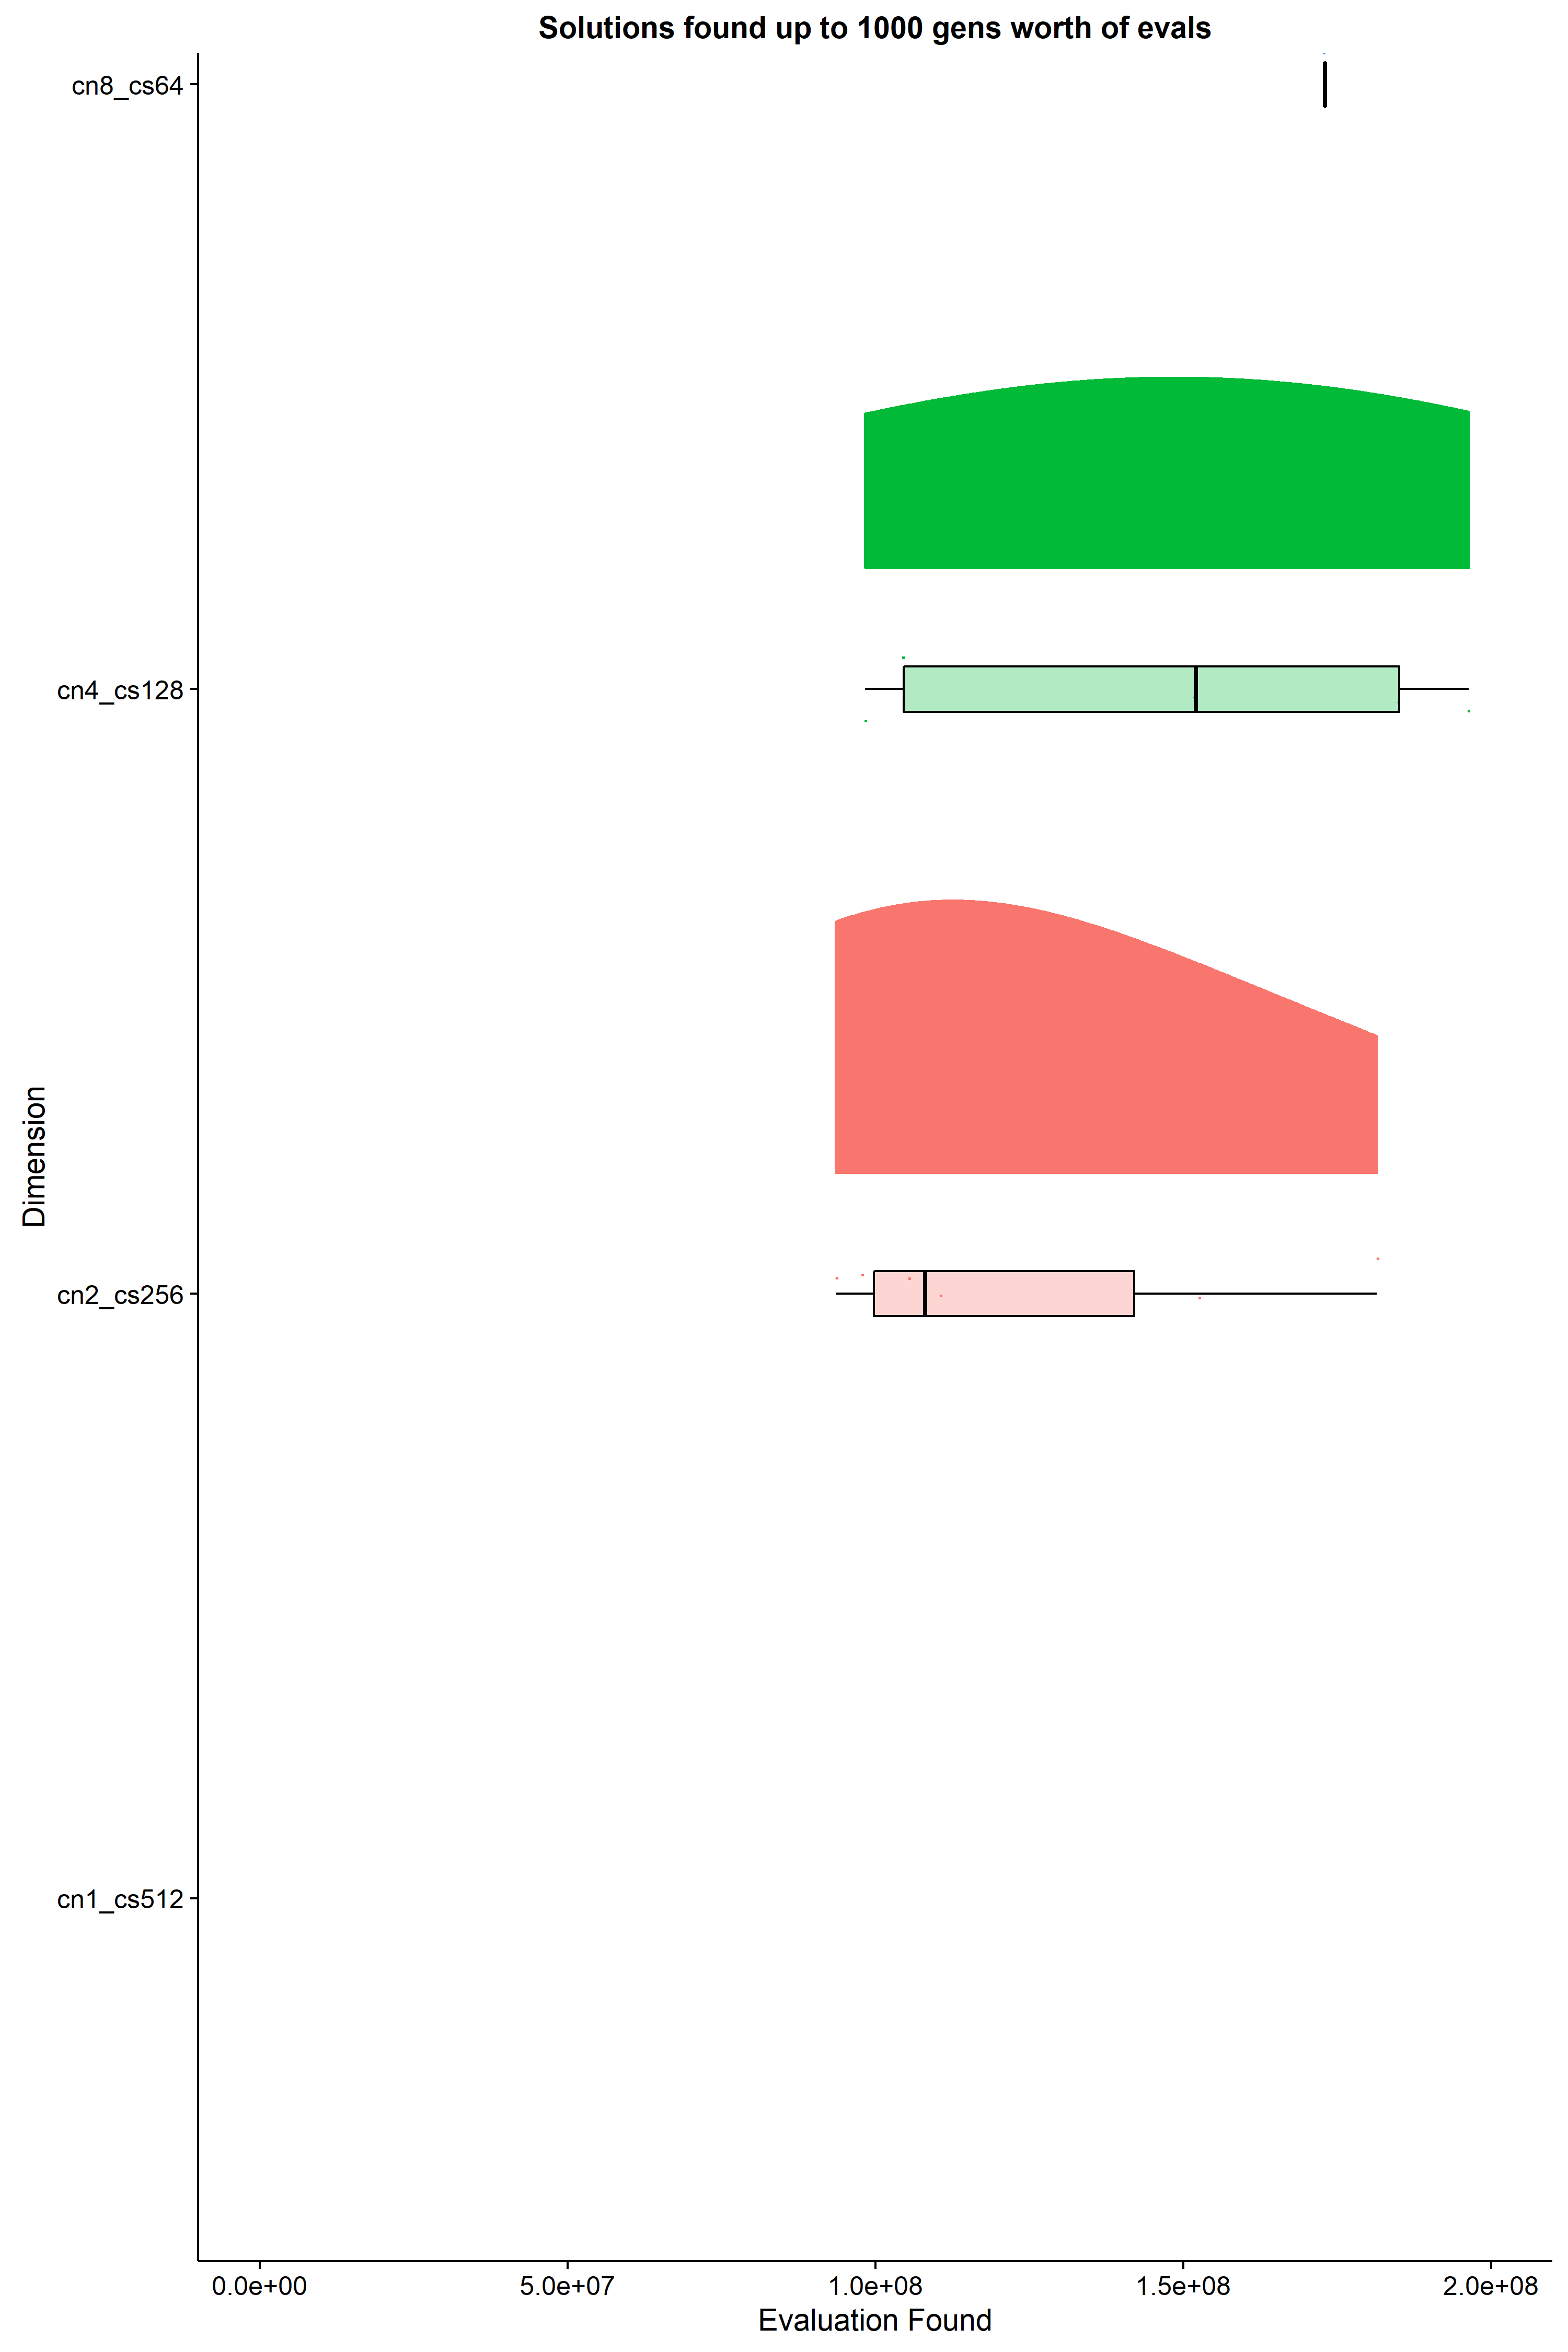 Solutions found up to 1000 gens worth of evals
cn8_cs64
cn4_cs128
Dimension
cn2_cs256
cn1_cs512
0.0e+00
5.0e+07
1.0e+08
1.5e+08
2.0e+08
Evaluation Found